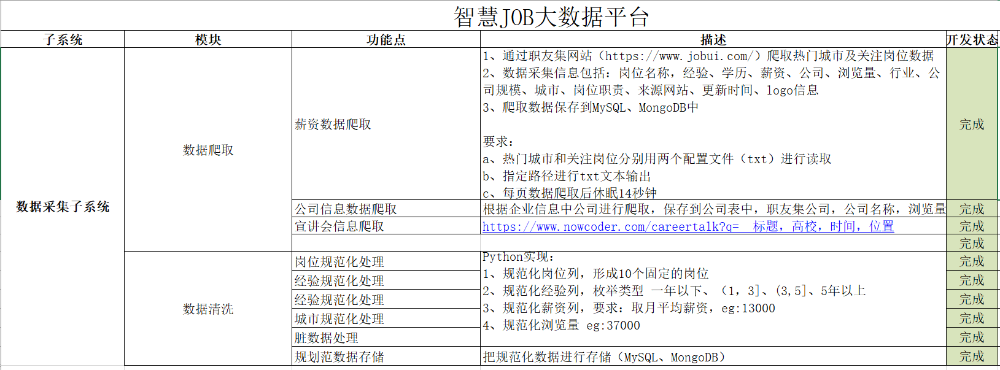 智慧JOB大数据平台
子系统 模块 功能点 描述 开发状态
数据采集子系统
数据爬取
薪资数据爬取
1、通过职友集网站（https://www.jobui.com/）爬取热门城市及关注岗位数据
2、数据采集信息包括：岗位名称，经验、学历、薪资、公司、浏览量、行业、公
司规模、城市、岗位职责、来源网站、更新时间、logo信息
3、爬取数据保存到MySQL、MongoDB中
要求：
a、热门城市和关注岗位分别用两个配置文件（txt）进行读取
b、指定路径进行txt文本输出
c、每页数据爬取后休眠14秒钟
完成
公司信息数据爬取 根据企业信息中公司进行爬取，保存到公司表中，职友集公司，公司名称，浏览量 完成
宣讲会信息爬取 https://www.nowcoder.com/careertalk?q= 标题，高校，时间，位置 完成
完成
数据清洗
岗位规范化处理 完成
经验规范化处理 完成
经验规范化处理 完成
城市规范化处理 完成
脏数据处理 完成
Python实现：
1、规范化岗位列，形成10个固定的岗位
2、规范化经验列，枚举类型 一年以下、（1，3]、(3,5]、5年以上
3、规范化薪资列，要求：取月平均薪资，eg:13000
4、规范化浏览量 eg:37000
规划范数据存储 把规范化数据进行存储（MySQL、MongoDB） 完成